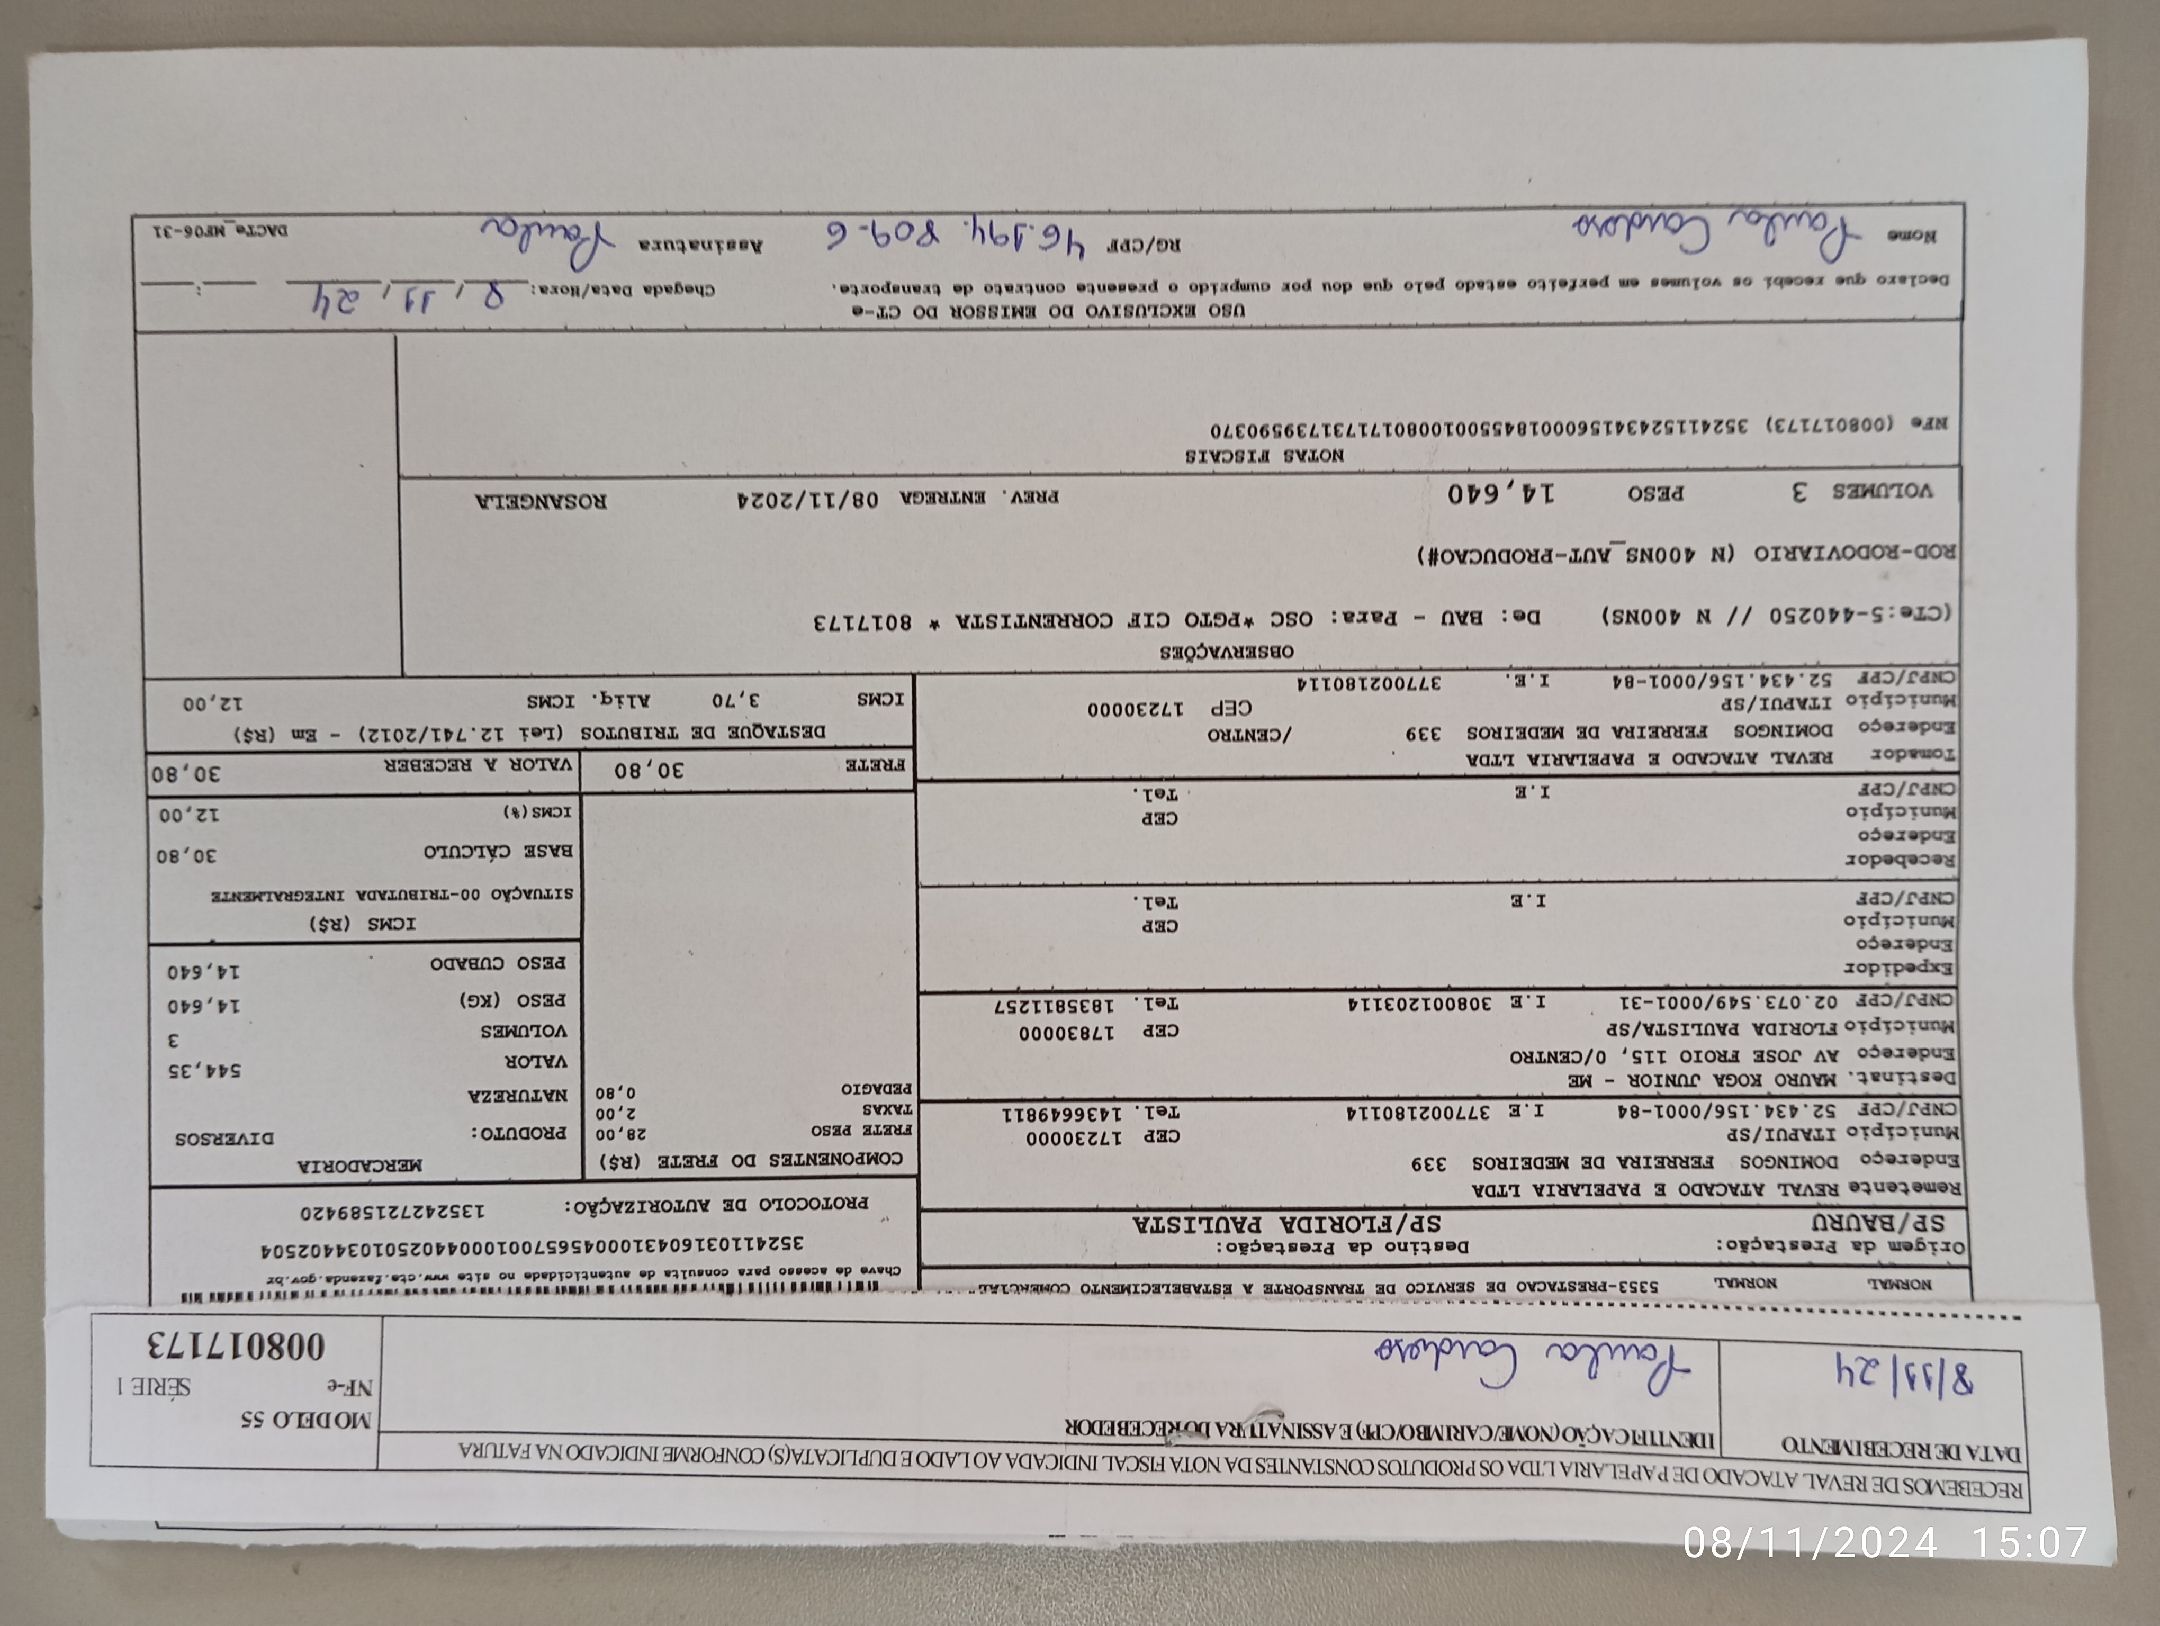 RECEBEMOS DE REVAL ATACADO DE PAPELARIA LTDA OS PRODUTOS CONSTANTES DA NOTA FISCAL INDICADA AO LADO E DUPLICATA(S) CONFORME INDICADO NA FATURA
DATA DE RECEBIMENTO
8/11/24
IDENTIFICAÇÃO (NOME/CARIMBO/CPF) E ASSINATURA DO RECEBEDOR
Paula Cardoso
MODELO 55
NF-e SÉRIE 1
008017173
NORMAL NORMAL 5353-PRESTACAO DE SERVICO DE TRANSPORTE A ESTABELECIMENTO COMERCIAL
Origem da Prestação: Destino da Prestação:
SP/BAURU SP/FLORIDA PAULISTA
Chave de acesso para consulta de autenticidade no site www.cte.fazenda.gov.br
PROTOCOLO DE AUTORIZAÇÃO: 135242721589420
Remetente REVAL ATACADO E PAPELARIA LTDA
Endereço DOMINGOS FERREIRA DE MEDEIROS 339
Município ITAPUI/SP CEP 17230000
CNPJ/CPF 52.434.156/0001-84 I.E 377002180114 Tel. 1436649811
Destinat. MAURO KOGA JUNIOR - ME
Endereço AV JOSE FROIO 115, 0/CENTRO
Município FLORIDA PAULISTA/SP CEP 17830000
CNPJ/CPF 02.073.549/0001-31 I.E 308001203114 Tel. 1835811257
Expedidor
Endereço
Município CEP
CNPJ/CPF I.E Tel.
Recebedor
Endereço
Município CEP
CNPJ/CPF I.E Tel.
Tomador REVAL ATACADO E PAPELARIA LTDA
Endereço DOMINGOS FERREIRA DE MEDEIROS 339 /CENTRO
Município ITAPUI/SP CEP 17230000
CNPJ/CPF 52.434.156/0001-84 I.E. 377002180114
COMPONENTES DO FRETE (R$)
FRETE PESO 28,00
TAXAS 2,00
PEDAGIO 0,80
MERCADORIA
PRODUTO: DIVERSOS
NATUREZA
VALOR 544,35
VOLUMES 3
PESO (KG) 14,640
PESO CUBADO 14,640
ICMS (R$)
SITUAÇÃO 00-TRIBUTADA INTEGRALMENTE
BASE CÁLCULO 30,80
ICMS(%) 12,00
FRETE 30,80 VALOR A RECEBER 30,80
DESTAQUE DE TRIBUTOS (Lei 12.741/2012) - Em (R$)
ICMS 3,70 Aliq. ICMS 12,00
OBSERVAÇÕES
(CTe:5-440250 // N 400NS) De: BAU - Para: OSC *PGTO CIF CORRENTISTA * 8017173
ROD-RODOVIARIO (N 400NS_AUT-PRODUCAO#)
VOLUMES 3 PESO 14,640 PREV. ENTREGA 08/11/2024 ROSANGELA
NOTAS FISCAIS
NFe (008017173) 35241152434156000184550010080171731739590370
USO EXCLUSIVO DO EMISSOR DO CT-e
Declaro que recebi os volumes em perfeito estado pelo que dou por cumprido o presente contrato de transporte. Chegada Data/Hora: 8/11/24 :
Nome Paula Cardoso RG/CPF 46.194.809-6 Assinatura Paula DACTe_MF06-31
08/11/2024 15:07